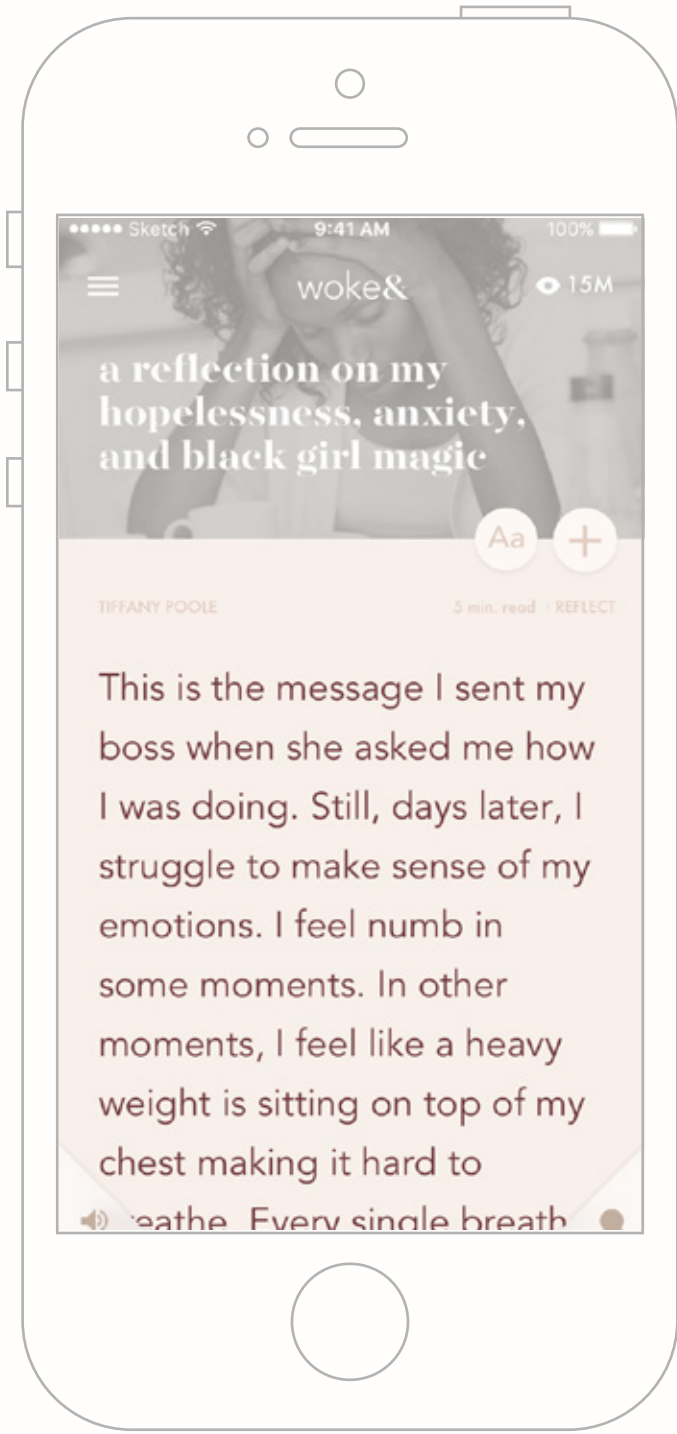 Sketch 9:41 AM 100%
woke& 15M
a reflection on my
hopelessness, anxiety,
and black girl magic
Aa +
TIFFANY POOLE 5 min. read · REFLECT
This is the message I sent my
boss when she asked me how
I was doing. Still, days later, I
struggle to make sense of my
emotions. I feel numb in
some moments. In other
moments, I feel like a heavy
weight is sitting on top of my
chest making it hard to
Every single breath